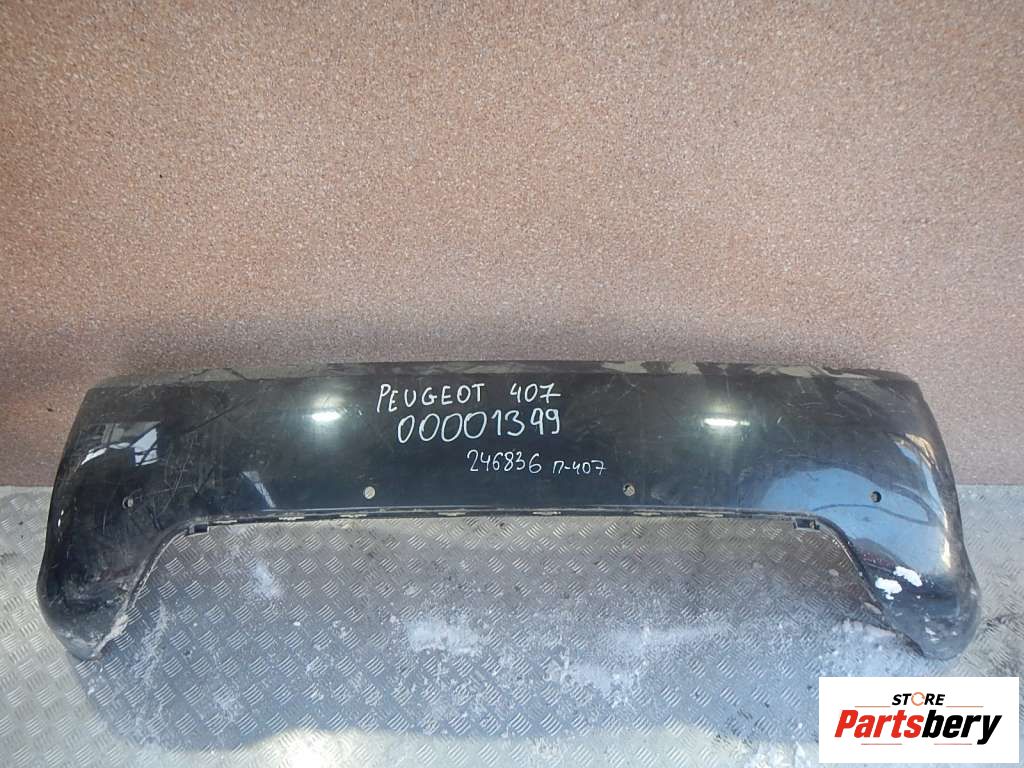 PEUGEOT 407
00001399
246836 П-407
STORE
Partsbery